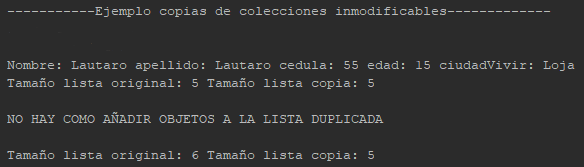 -----------Ejemplo copias de colecciones inmodificables-------------
Nombre: Lautaro apellido: Lautaro cedula: 55 edad: 15 ciudadVivir: Loja
Tamaño lista original: 5 Tamaño lista copia: 5
NO HAY COMO AÑADIR OBJETOS A LA LISTA DUPLICADA
Tamaño lista original: 6 Tamaño lista copia: 5